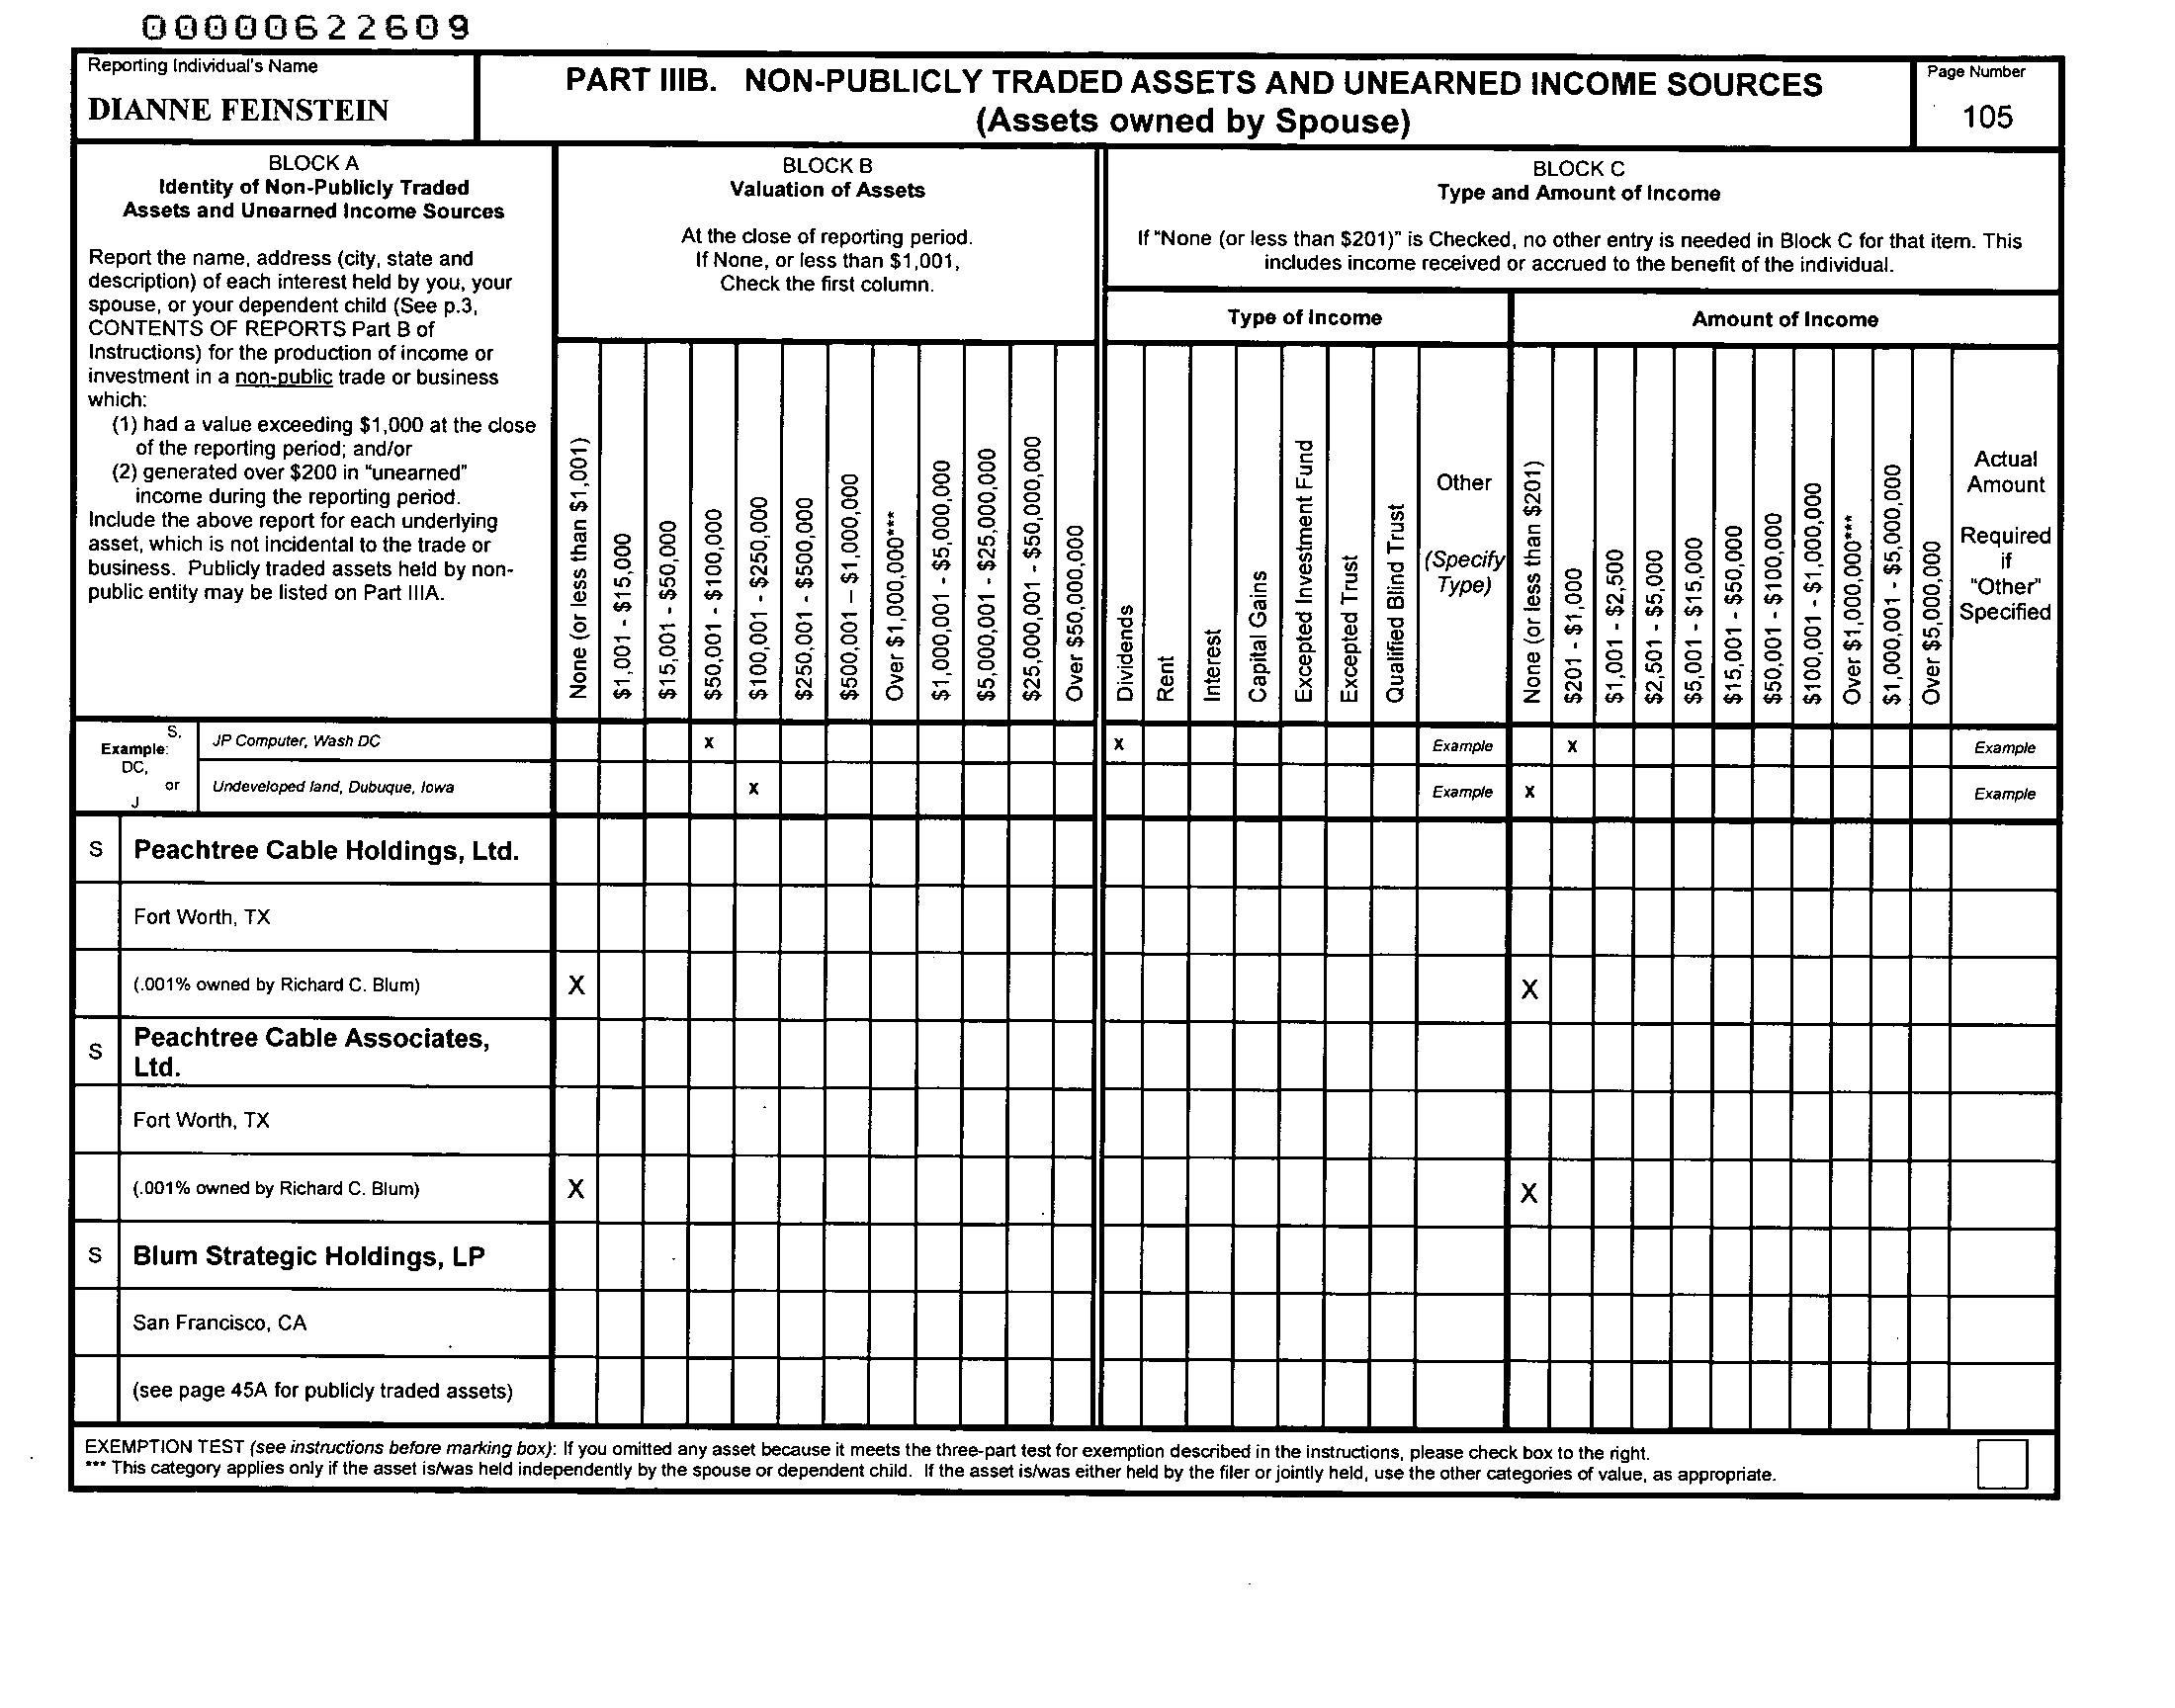 00000622609
Reporting Individual's Name
DIANNE FEINSTEIN
PART IIIB. NON-PUBLICLY TRADED ASSETS AND UNEARNED INCOME SOURCES
(Assets owned by Spouse)
Page Number
105
BLOCK A
Identity of Non-Publicly Traded
Assets and Unearned Income Sources
Report the name, address (city, state and
description) of each interest held by you, your
spouse, or your dependent child (See p.3,
CONTENTS OF REPORTS Part B of
Instructions) for the production of income or
investment in a non-public trade or business
which:
(1) had a value exceeding $1,000 at the close
of the reporting period; and/or
(2) generated over $200 in "unearned"
income during the reporting period.
Include the above report for each underlying
asset, which is not incidental to the trade or
business. Publicly traded assets held by non-
public entity may be listed on Part IIIA.
BLOCK B
Valuation of Assets
At the close of reporting period.
If None, or less than $1,001,
Check the first column.
None (or less than $1,001)
$1,001 - $15,000
$15,001 - $50,000
$50,001 - $100,000
$100,001 - $250,000
$250,001 - $500,000
$500,001 – $1,000,000
Over $1,000,000***
$1,000,001 - $5,000,000
$5,000,001 - $25,000,000
$25,000,001 - $50,000,000
Over $50,000,000
BLOCK C
Type and Amount of Income
If "None (or less than $201)" is Checked, no other entry is needed in Block C for that item. This
includes income received or accrued to the benefit of the individual.
Type of Income
Dividends
Rent
Interest
Capital Gains
Excepted Investment Fund
Excepted Trust
Qualified Blind Trust
Other
(Specify
Type)
Amount of Income
None (or less than $201)
$201 - $1,000
$1,001 - $2,500
$2,501 - $5,000
$5,001 - $15,000
$15,001 - $50,000
$50,001 - $100,000
$100,001 - $1,000,000
Over $1,000,000***
$1,000,001 - $5,000,000
Over $5,000,000
Actual
Amount
Required
if
"Other"
Specified
Example: S,
DC,
or
J
JP Computer, Wash DC X X Example X Example
Undeveloped land, Dubuque, Iowa X Example X Example
S Peachtree Cable Holdings, Ltd.
Fort Worth, TX
(.001% owned by Richard C. Blum) X X
S Peachtree Cable Associates,
Ltd.
Fort Worth, TX
(.001% owned by Richard C. Blum) X X
S Blum Strategic Holdings, LP
San Francisco, CA
(see page 45A for publicly traded assets)
EXEMPTION TEST (see instructions before marking box): If you omitted any asset because it meets the three-part test for exemption described in the instructions, please check box to the right.
*** This category applies only if the asset is/was held independently by the spouse or dependent child. If the asset is/was either held by the filer or jointly held, use the other categories of value, as appropriate.